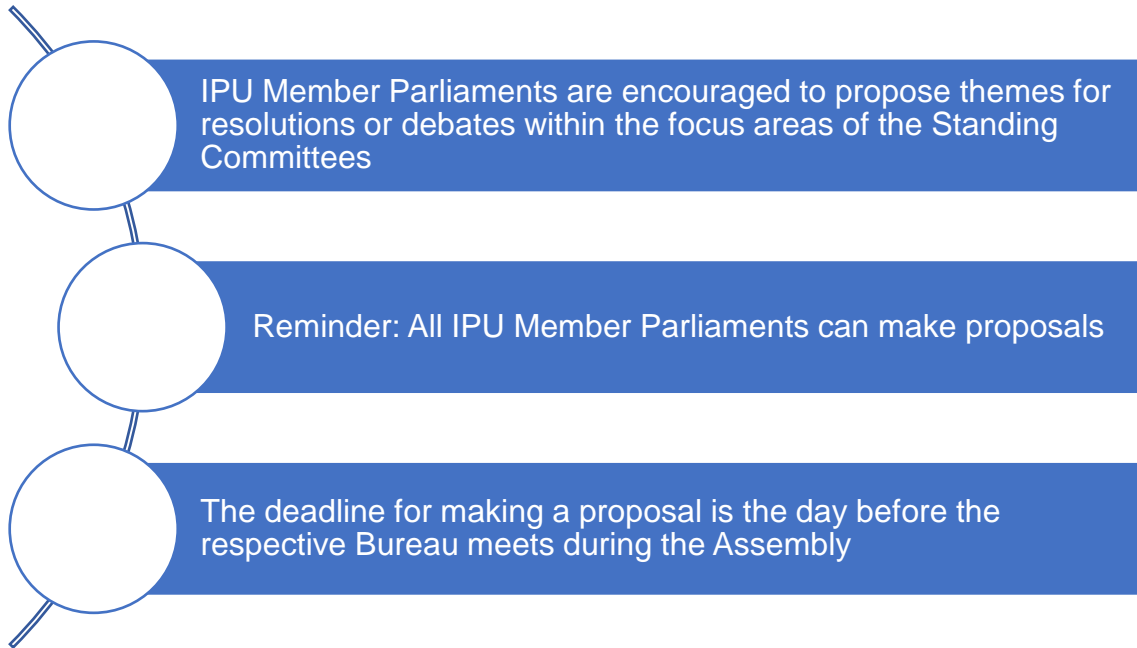 IPU Member Parliaments are encouraged to propose themes for
resolutions or debates within the focus areas of the Standing
Committees
Reminder: All IPU Member Parliaments can make proposals
The deadline for making a proposal is the day before the
respective Bureau meets during the Assembly